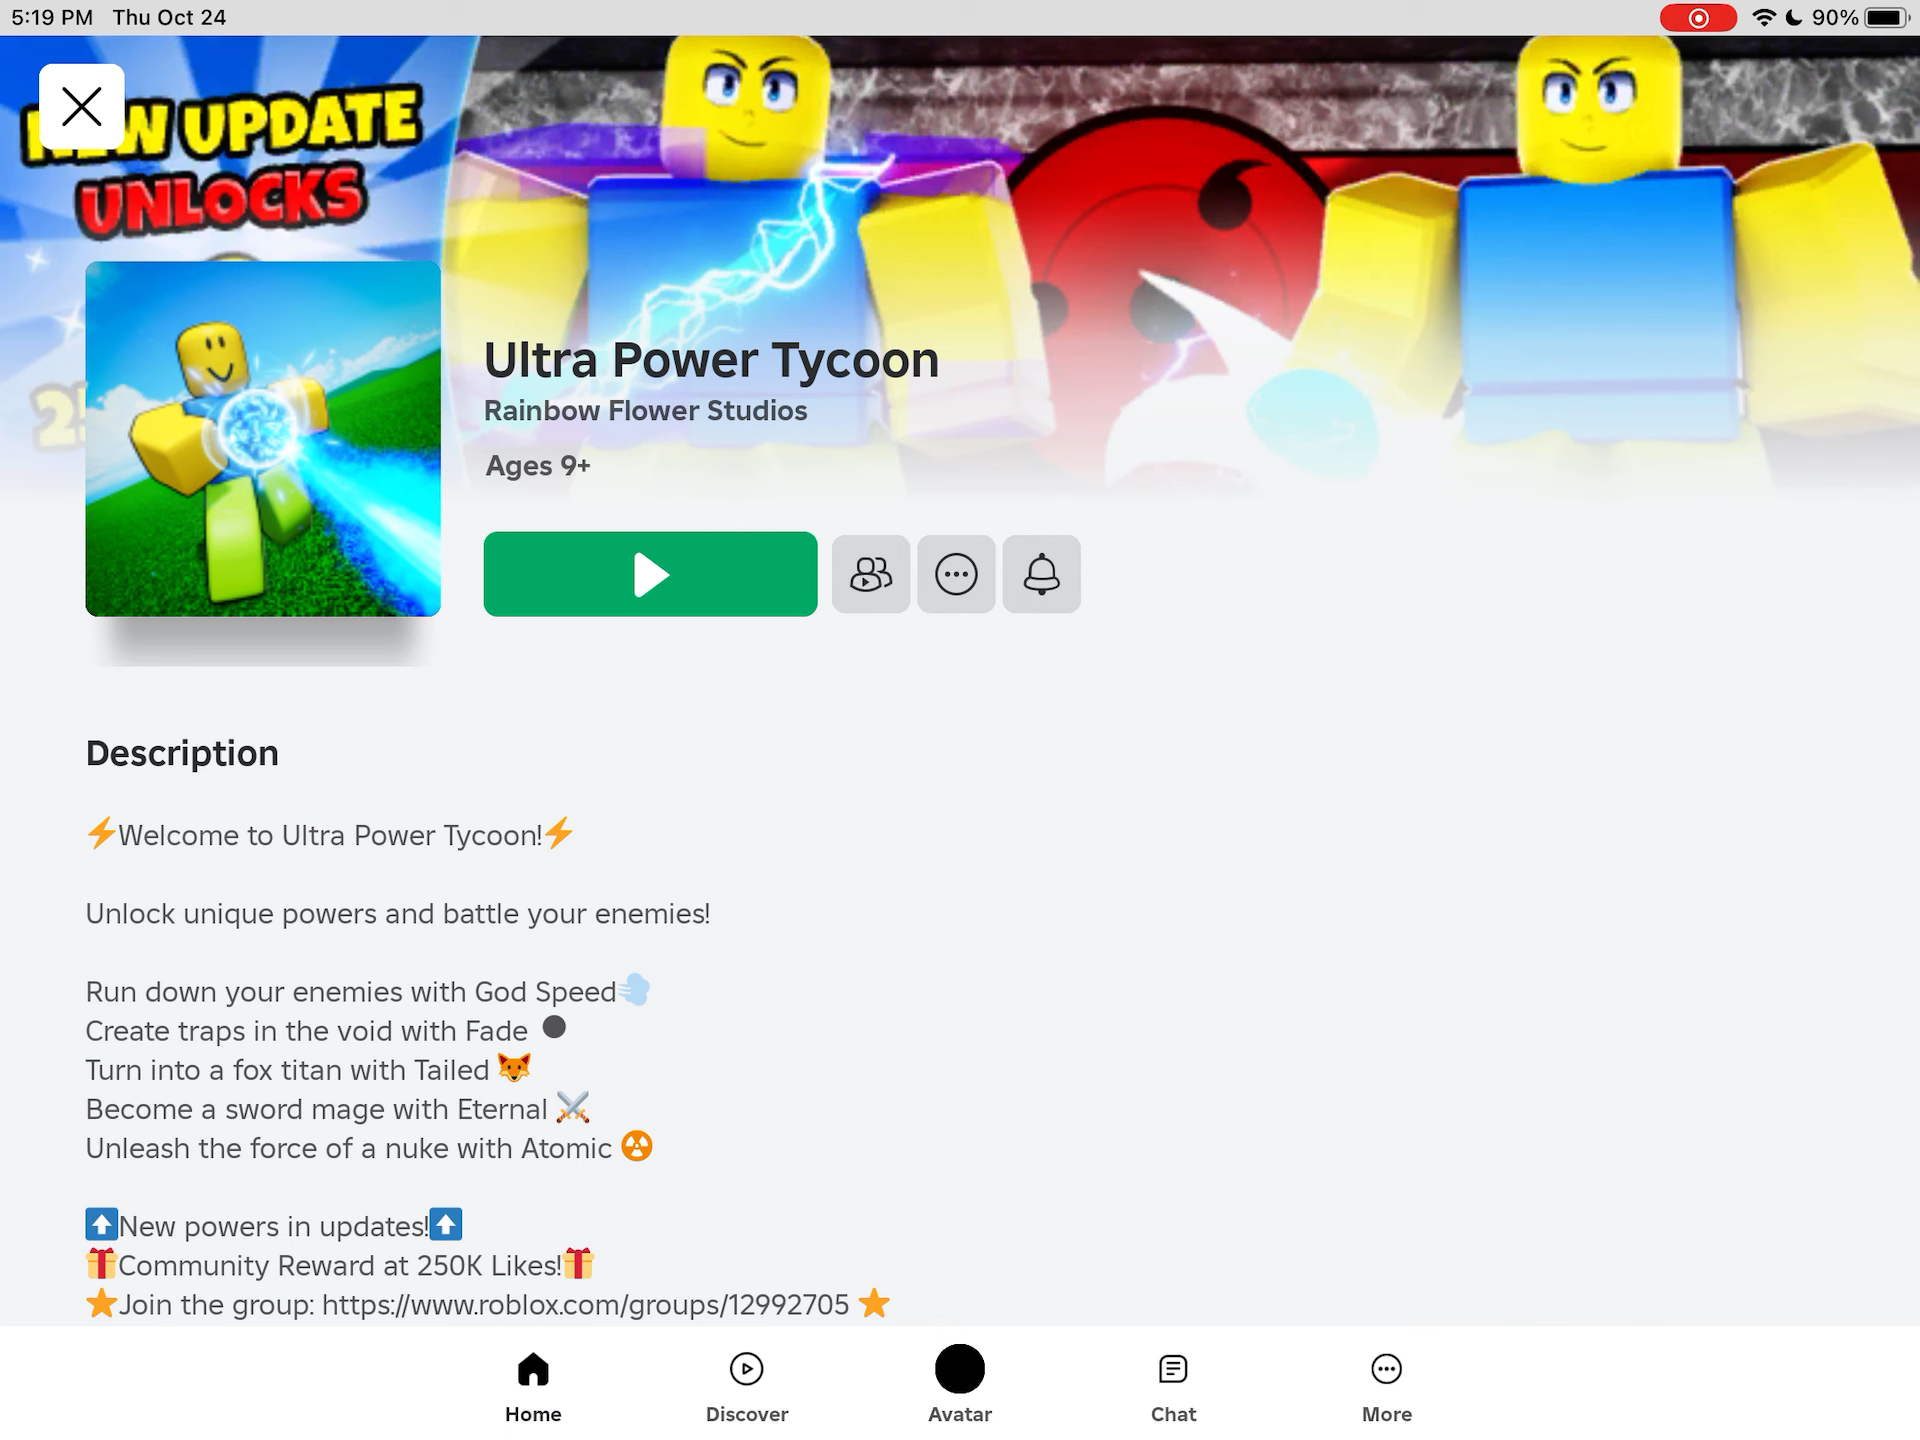 5:19 PM Thu Oct 24
90%
UPDATE
UNLOCKS
Ultra Power Tycoon
Rainbow Flower Studios
Ages 9+
Description
⚡Welcome to Ultra Power Tycoon!⚡
Unlock unique powers and battle your enemies!
Run down your enemies with God Speed💨
Create traps in the void with Fade ⚫
Turn into a fox titan with Tailed 🦊
Become a sword mage with Eternal ⚔️
Unleash the force of a nuke with Atomic ☢️
⬆️New powers in updates!⬆️
🎁Community Reward at 250K Likes!🎁
⭐Join the group: https://www.roblox.com/groups/12992705 ⭐
Home
Discover
Avatar
Chat
More